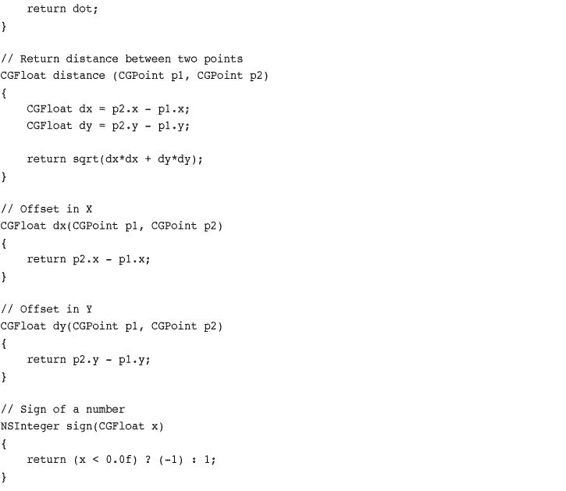 return dot;
}

// Return distance between two points
CGFloat distance (CGPoint p1, CGPoint p2)
{
    CGFloat dx = p2.x - p1.x;
    CGFloat dy = p2.y - p1.y;

    return sqrt(dx*dx + dy*dy);
}

// Offset in X
CGFloat dx(CGPoint p1, CGPoint p2)
{
    return p2.x - p1.x;
}

// Offset in Y
CGFloat dy(CGPoint p1, CGPoint p2)
{
    return p2.y - p1.y;
}

// Sign of a number
NSInteger sign(CGFloat x)
{
    return (x < 0.0f) ? (-1) : 1;
}